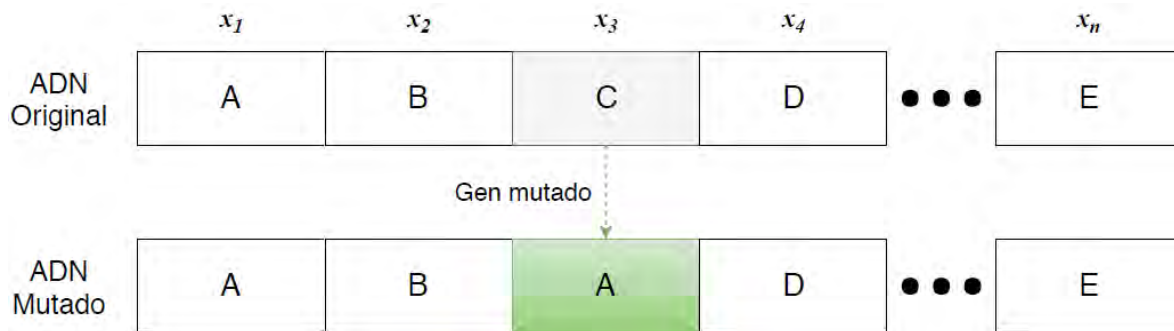 x1 x2 x3 x4 xn
ADN Original A B C D ●●● E
Gen mutado
ADN Mutado A B A D ●●● E